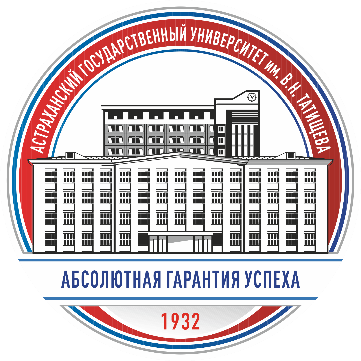 АСТРАХАНСКИЙ ГОСУДАРСТВЕННЫЙ УНИВЕРСИТЕТ им. В.Н. ТАТИЩЕВА
АБСОЛЮТНАЯ ГАРАНТИЯ УСПЕХА
1932